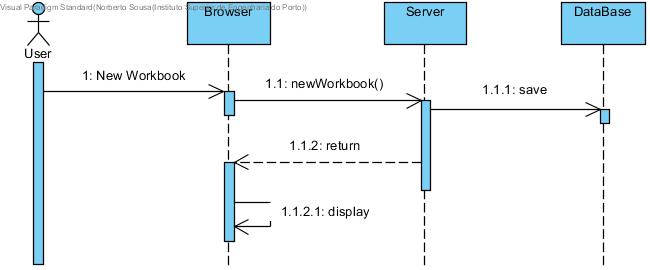 Visual Paradigm Standard(Norberto Sousa(Instituto Superior de Engenharia do Porto))
Browser
Server
DataBase
User
1: New Workbook
1.1: newWorkbook()
1.1.1: save
1.1.2: return
1.1.2.1: display